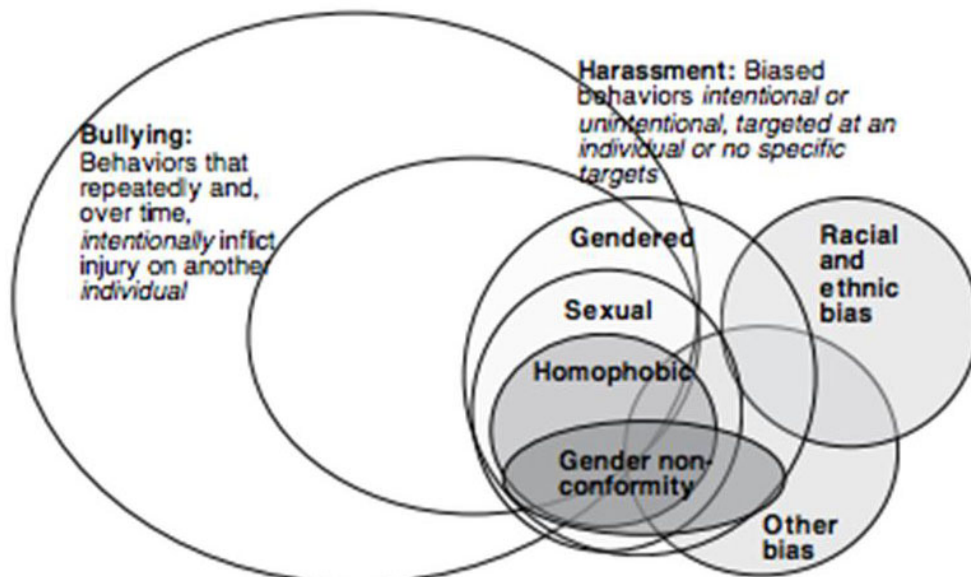 Bullying:
Behaviors that
repeatedly and,
over time,
intentionally inflict
injury on another
individual
Harassment: Biased
behaviors intentional or
unintentional, targeted at an
individual or no specific
targets
Gendered
Sexual
Homophobic
Gender non-
conformity
Racial
and
ethnic
bias
Other
bias